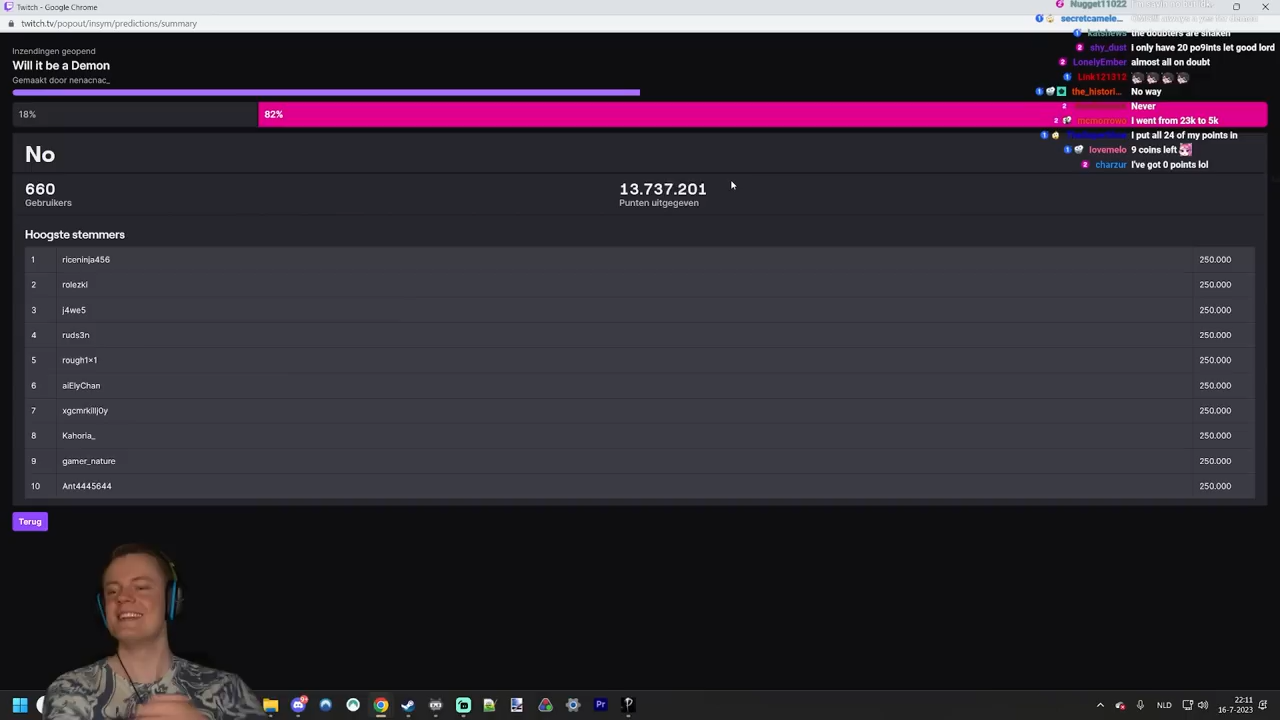 Twitch - Google Chrome
twitch.tv/popout/insym/predictions/summary
Inzendingen geopend
Will it be a Demon
Gemaakt door nenacnac_
18%
82%
No
660
Gebruikers
13.737.201
Punten uitgegeven
Hoogste stemmers
1 riceninja456 250.000
2 rolezki 250.000
3 j4we5 250.000
4 ruds3n 250.000
5 rough1x1 250.000
6 aiElyChan 250.000
7 xgcmrkillj0y 250.000
8 Kahoria_ 250.000
9 gamer_nature 250.000
10 Ant4445644 250.000
Terug
Nugget11022
secretcamele...
katshews the doubters are shaken
shy_dust I only have 20 po9ints let good lord
LonelyEmber almost all on doubt
Link121312
the_histori... No way
Never
mcmorrowo I went from 23k to 5k
I put all 24 of my points in
lovemelo 9 coins left
charzur I've got 0 points lol
Pr
NLD
22:11
16-7-2023